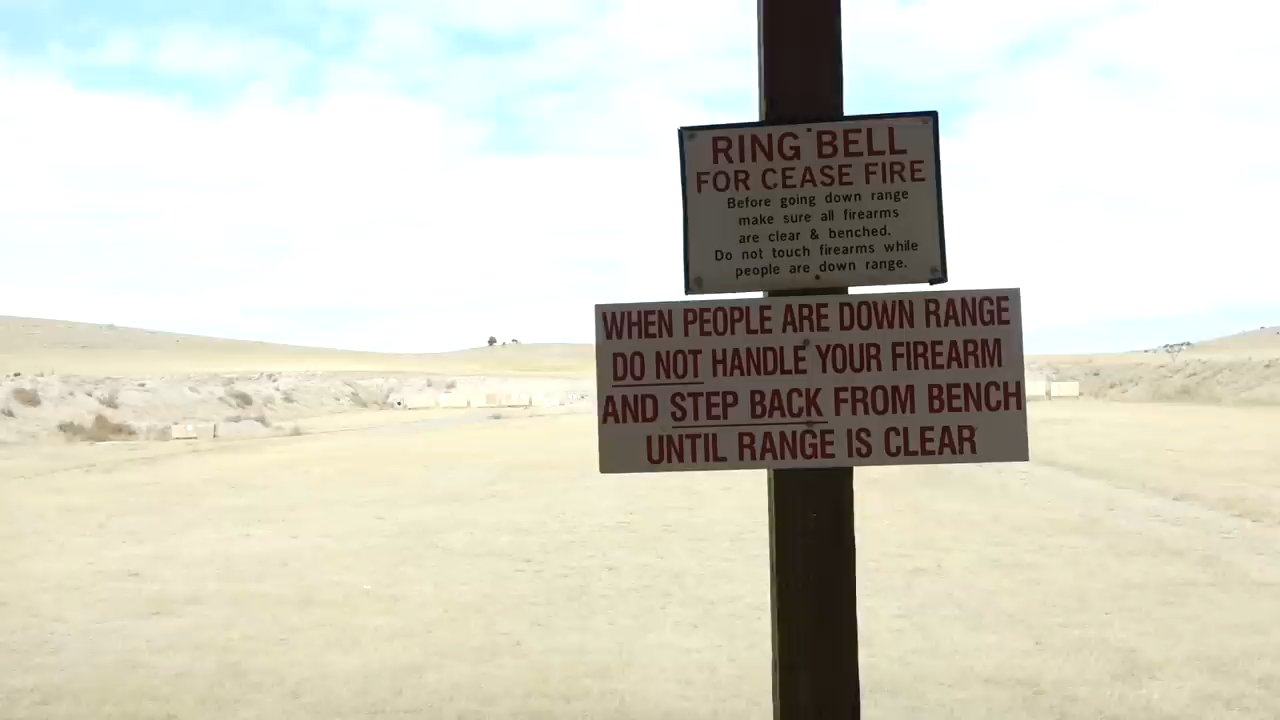 RING BELL
FOR CEASE FIRE
Before going down range
make sure all firearms
are clear & benched.
Do not touch firearms while
people are down range.
WHEN PEOPLE ARE DOWN RANGE
DO NOT HANDLE YOUR FIREARM
AND STEP BACK FROM BENCH
UNTIL RANGE IS CLEAR